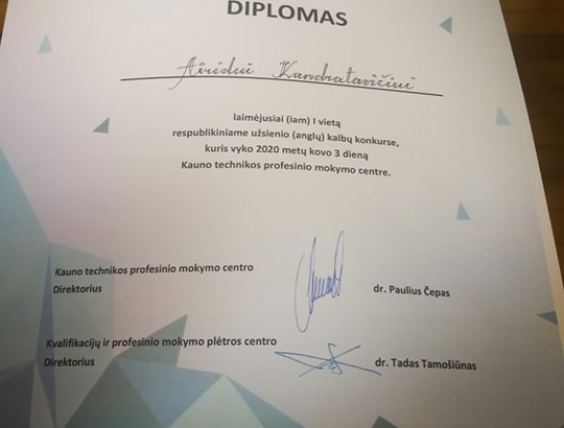 DIPLOMAS
Airidui Kandratavičiui
laimėjusiai (iam) I vietą
respublikiniame užsienio (anglų) kalbų konkurse,
kuris vyko 2020 metų kovo 3 dieną
Kauno technikos profesinio mokymo centre.
Kauno technikos profesinio mokymo centro
Direktorius
dr. Paulius Čepas
Kvalifikacijų ir profesinio mokymo plėtros centro
Direktorius
dr. Tadas Tamošiūnas